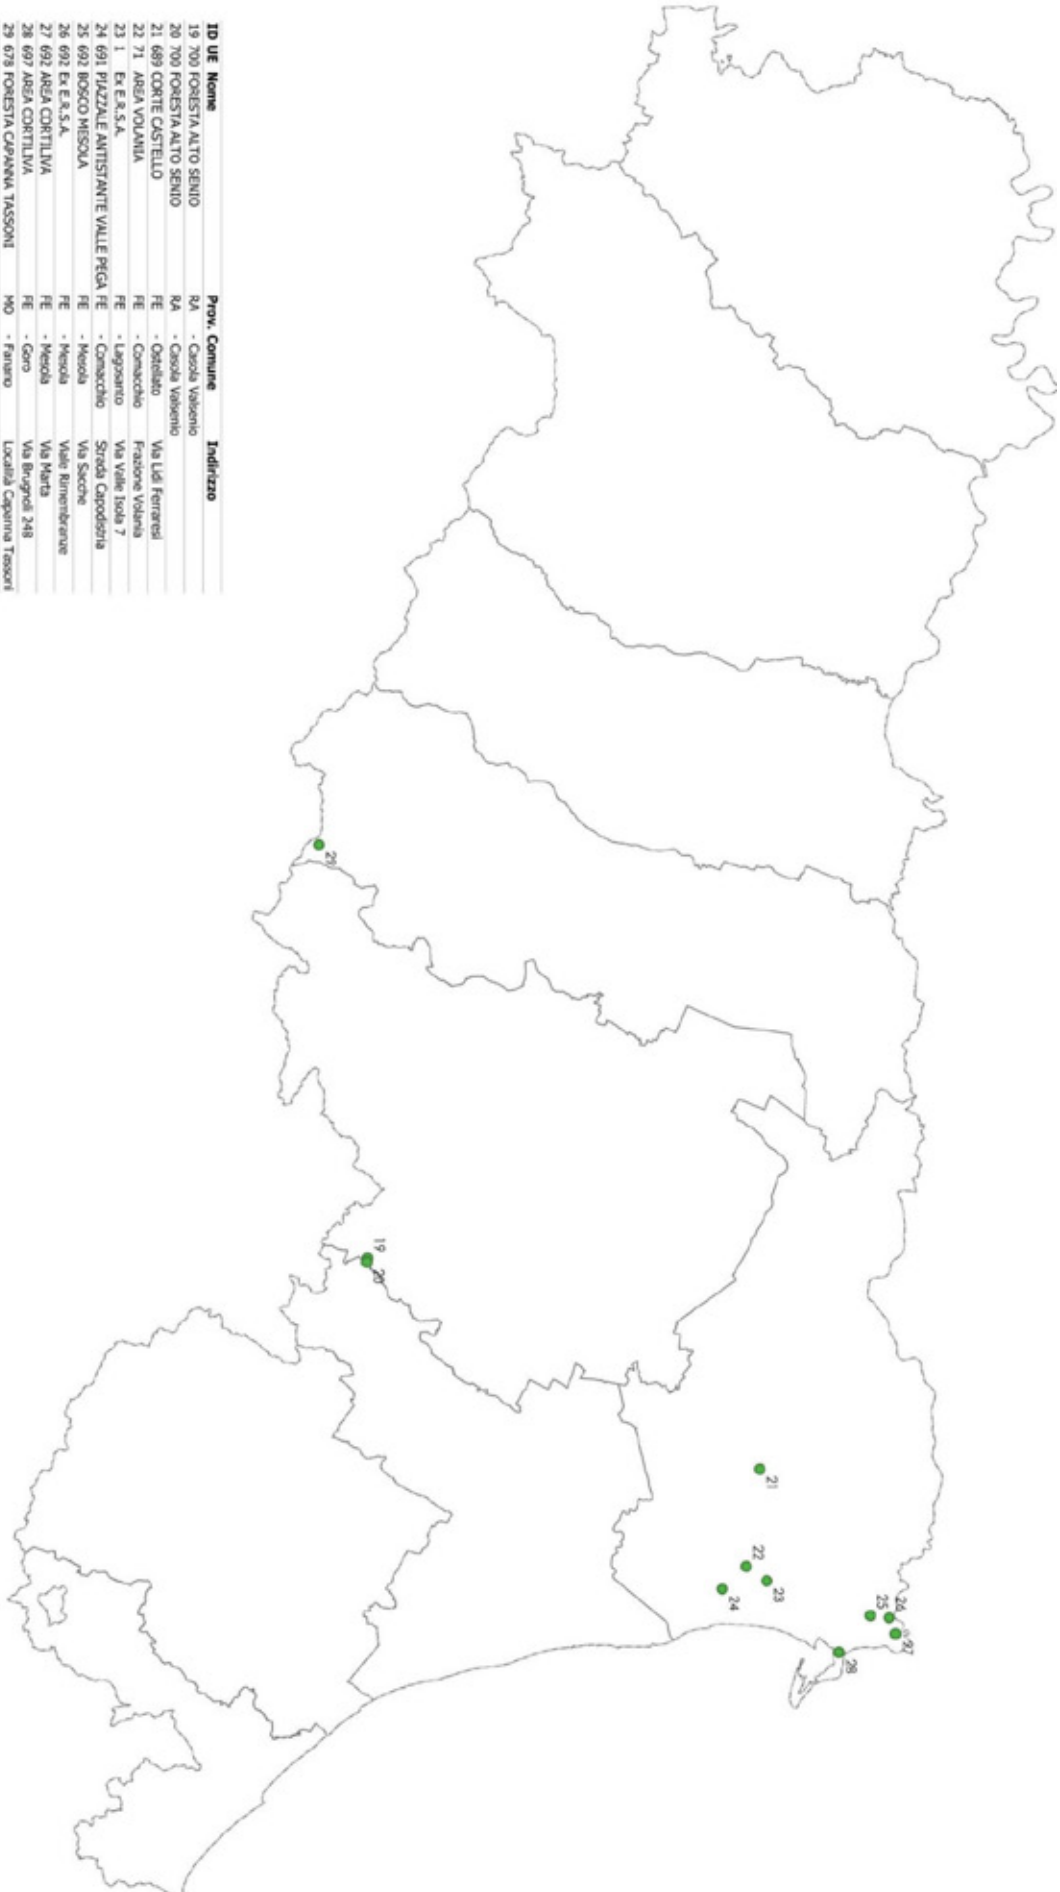 ID UE Nome Prov. Comune Indirizzo
19 700 FORESTA ALTO SENIO RA - Casola Valsenio
20 700 FORESTA ALTO SENIO RA - Casola Valsenio
21 689 CORTE CASTELLO FE - Ostellato Via Lidi Ferraresi
22 71 AREA VOLANIA FE - Comacchio Frazione Volania
23 1 Ex E.R.S.A. FE - Lagosanto Via Valle Isola 7
24 691 PIAZZALE ANTISTANTE VALLE PEGA FE - Comacchio Strada Capodistria
25 692 BOSCO MESOLA FE - Mesola Via Sacche
26 692 Ex E.R.S.A. FE - Mesola Viale Rimembranze
27 692 AREA CORTILIVA FE - Mesola Via Marta
28 697 AREA CORTILIVA FE - Goro Via Brugnoli 248
29 678 FORESTA CAPANNA TASSONI MO - Fanano Località Capanna Tassoni
26
25
27
28
21
22
23
24
19
20
29